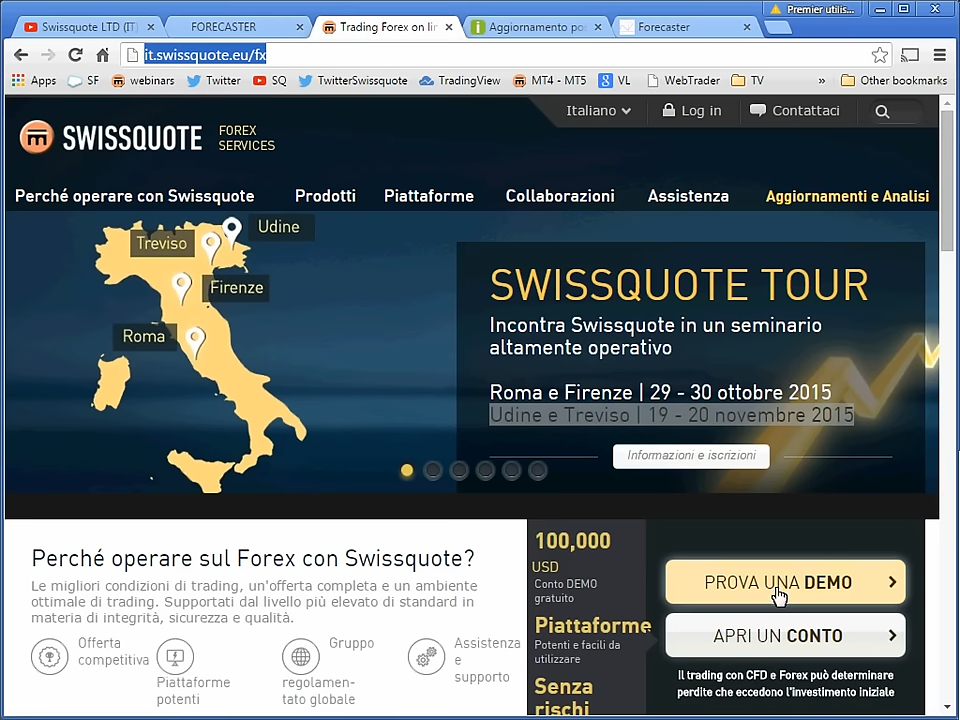 Premier utilis...
Swissquote LTD (IT
FORECASTER
Trading Forex on lin
Aggiornamento po
Forecaster
it.swissquote.eu/fx
Apps
SF
webinars
Twitter
SQ
TwitterSwissquote
TradingView
MT4 - MT5
VL
WebTrader
TV
»
Other bookmarks
Italiano
Log in
Contattaci
SWISSQUOTE
FOREX
SERVICES
Perché operare con Swissquote
Prodotti
Piattaforme
Collaborazioni
Assistenza
Aggiornamenti e Analisi
Udine
Treviso
Firenze
Roma
SWISSQUOTE TOUR
Incontra Swissquote in un seminario
altamente operativo
Roma e Firenze | 29 - 30 ottobre 2015
Udine e Treviso | 19 - 20 novembre 2015
Informazioni e iscrizioni
Perché operare sul Forex con Swissquote?
Le migliori condizioni di trading, un'offerta completa e un ambiente
ottimale di trading. Supportati dal livello più elevato di standard in
materia di integrità, sicurezza e qualità.
Offerta
competitiva
Piattaforme
potenti
Gruppo
regolamen-
tato globale
Assistenza
e
supporto
100,000
USD
Conto DEMO
gratuito
Piattaforme
Potenti e facili da
utilizzare
Senza
rischi
PROVA UNA DEMO
APRI UN CONTO
Il trading con CFD e Forex può determinare
perdite che eccedono l'investimento iniziale